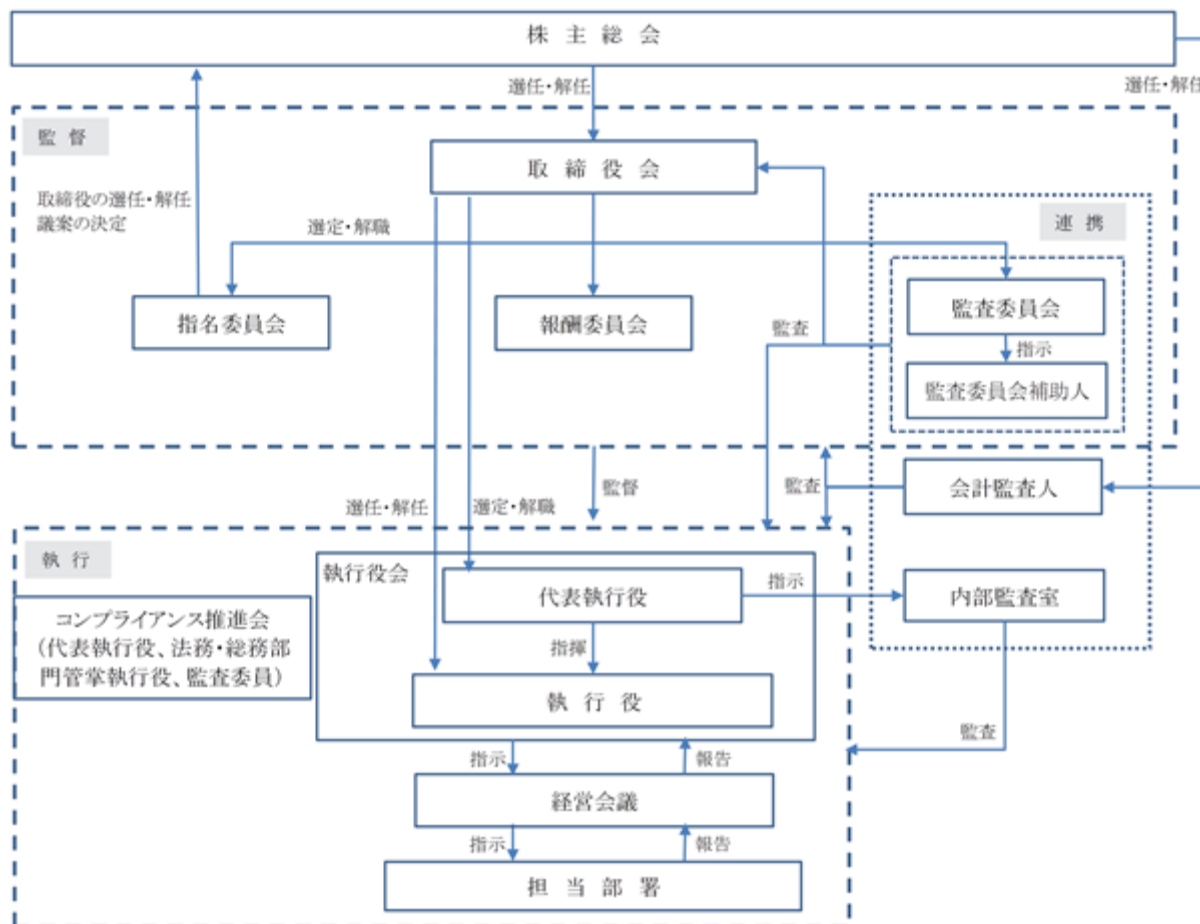 株 主 総 会
選任・解任
選任・解任
監 督
取 締 役 会
取締役の選任・解任
議案の決定
選定・解職
連 携
指名委員会
報酬委員会
監査
監査委員会
指示
監査委員会補助人
監督
監査
会計監査人
選任・解任
選定・解職
執 行
執行役会
代表執行役
指示
内部監査室
コンプライアンス推進会
(代表執行役、法務・総務部
門管掌執行役、監査委員)
指揮
執 行 役
監査
指示
報告
経営会議
指示
報告
担 当 部 署